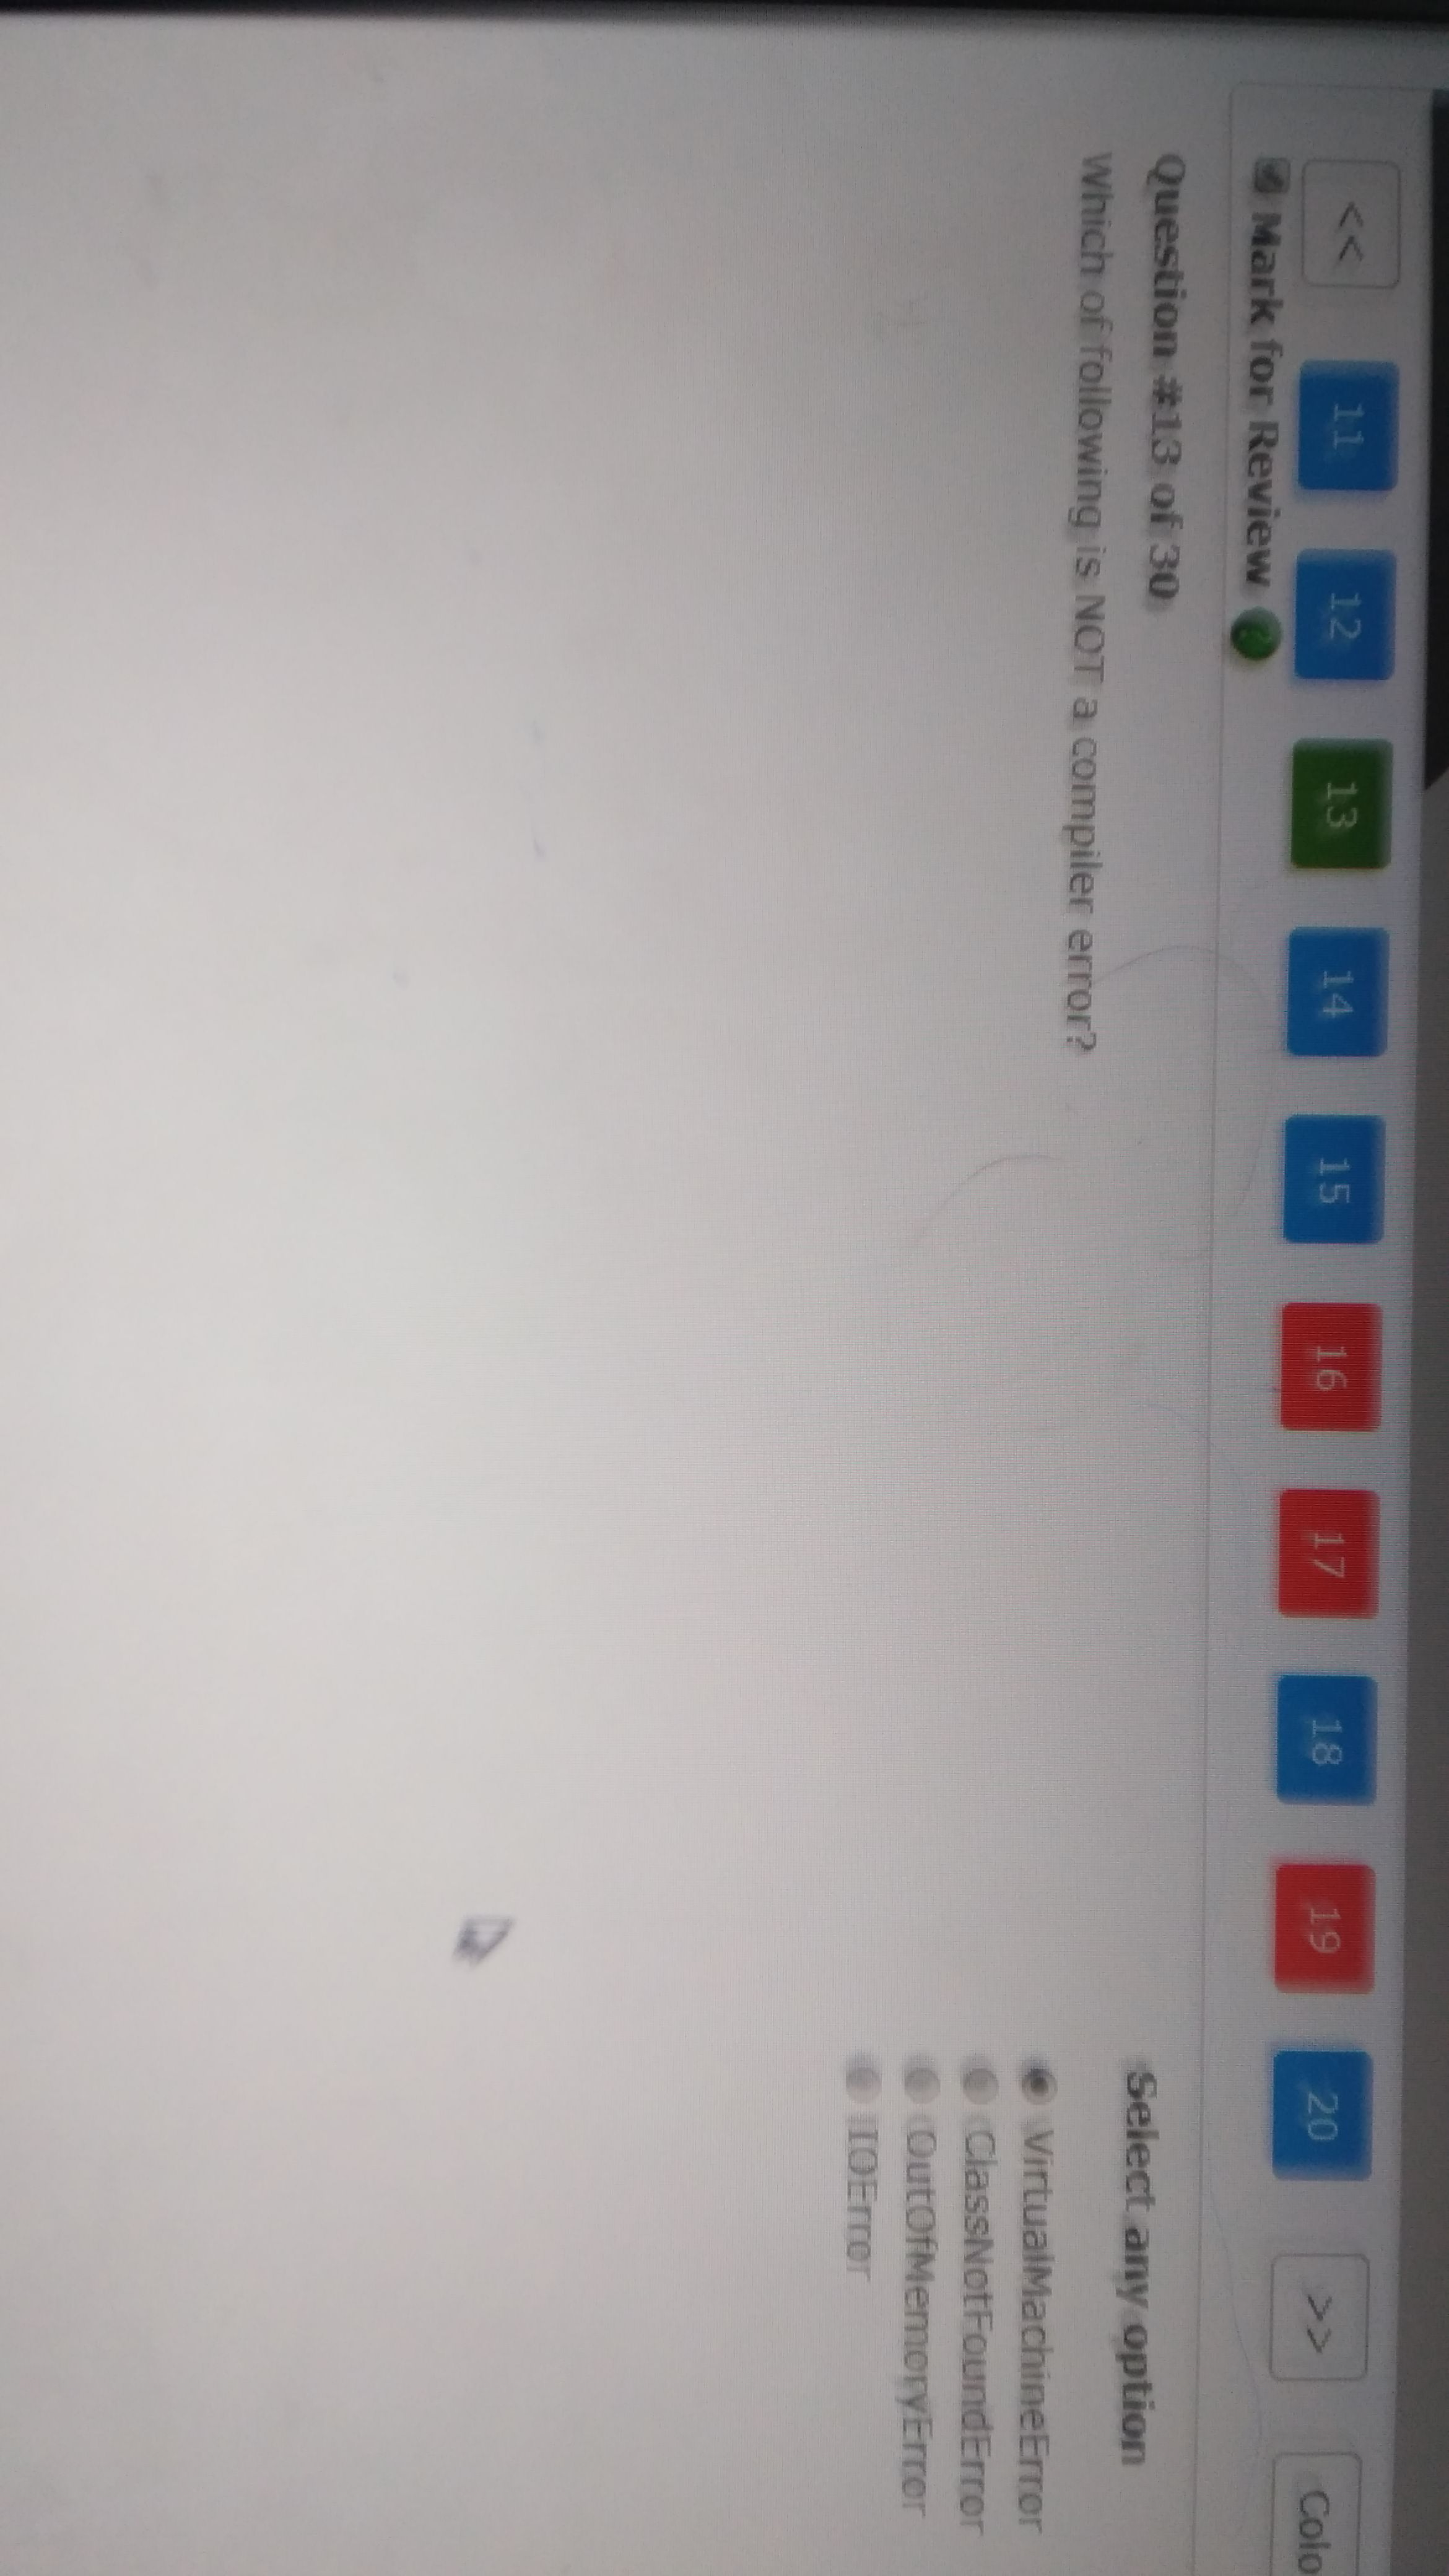 << 11 12 13 14 15 16 17 18 19 20 >> Colo
Mark for Review
Question #13 of 30
Which of following is NOT a compiler error?
Select any option
VirtualMachineError
ClassNotFoundError
OutOfMemoryError
IOError